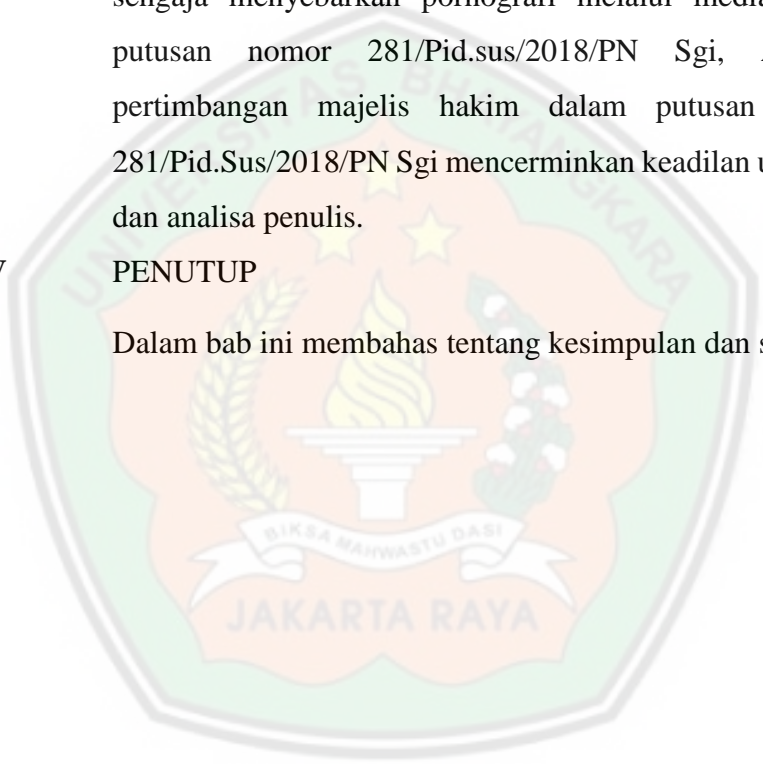 sengaja menyebarkan pornografi melalui media
putusan nomor 281/Pid.sus/2018/PN Sgi,
pertimbangan majelis hakim dalam putusan
281/Pid.Sus/2018/PN Sgi mencerminkan keadilan
dan analisa penulis.
PENUTUP
Dalam bab ini membahas tentang kesimpulan dan
UNIVERSITAS BHAYANGKARA
BIKSA MAHWASTU DASI
JAKARTA RAYA